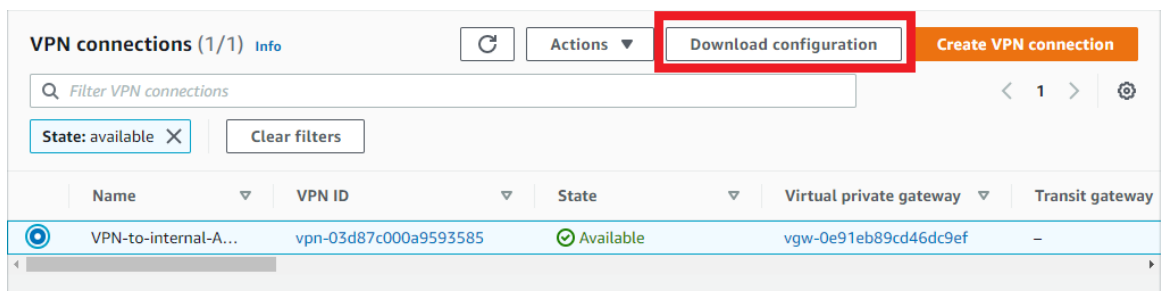 VPN connections (1/1) Info Actions Download configuration Create VPN connection
Filter VPN connections 1
State: available Clear filters
Name VPN ID State Virtual private gateway Transit gateway
VPN-to-internal-A... vpn-03d87c000a9593585 Available vgw-0e91eb89cd46dc9ef –